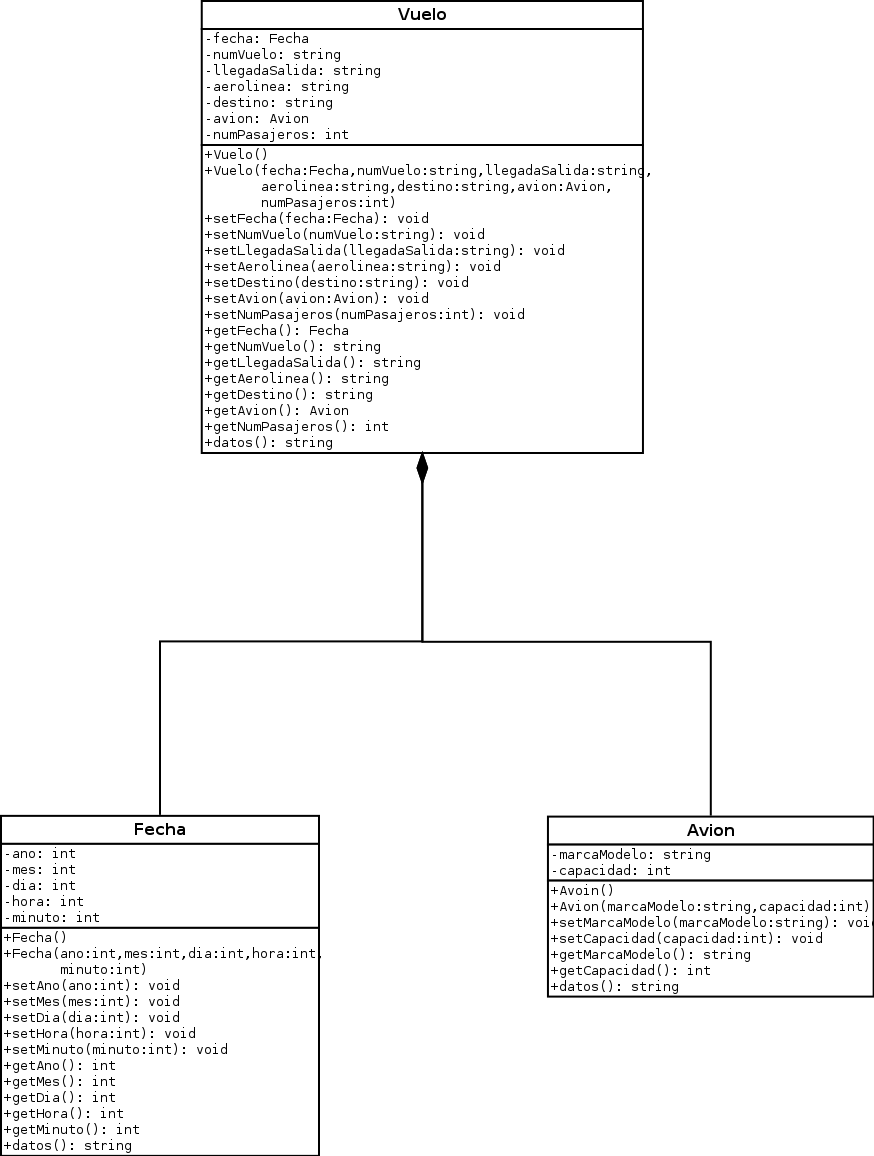 Vuelo
-fecha: Fecha
-numVuelo: string
-llegadaSalida: string
-aerolinea: string
-destino: string
-avion: Avion
-numPasajeros: int
+Vuelo()
+Vuelo(fecha:Fecha,numVuelo:string,llegadaSalida:string,
aerolinea:string,destino:string,avion:Avion,
numPasajeros:int)
+setFecha(fecha:Fecha): void
+setNumVuelo(numVuelo:string): void
+setLlegadaSalida(llegadaSalida:string): void
+setAerolinea(aerolinea:string): void
+setDestino(destino:string): void
+setAvion(avion:Avion): void
+setNumPasajeros(numPasajeros:int): void
+getFecha(): Fecha
+getNumVuelo(): string
+getLlegadaSalida(): string
+getAerolinea(): string
+getDestino(): string
+getAvion(): Avion
+getNumPasajeros(): int
+datos(): string
Fecha
-ano: int
-mes: int
-dia: int
-hora: int
-minuto: int
+Fecha()
+Fecha(ano:int,mes:int,dia:int,hora:int,
minuto:int)
+setAno(ano:int): void
+setMes(mes:int): void
+setDia(dia:int): void
+setHora(hora:int): void
+setMinuto(minuto:int): void
+getAno(): int
+getMes(): int
+getDia(): int
+getHora(): int
+getMinuto(): int
+datos(): string
Avion
-marcaModelo: string
-capacidad: int
+Avoin()
+Avion(marcaModelo:string,capacidad:int)
+setMarcaModelo(marcaModelo:string): voi
+setCapacidad(capacidad:int): void
+getMarcaModelo(): string
+getCapacidad(): int
+datos(): string